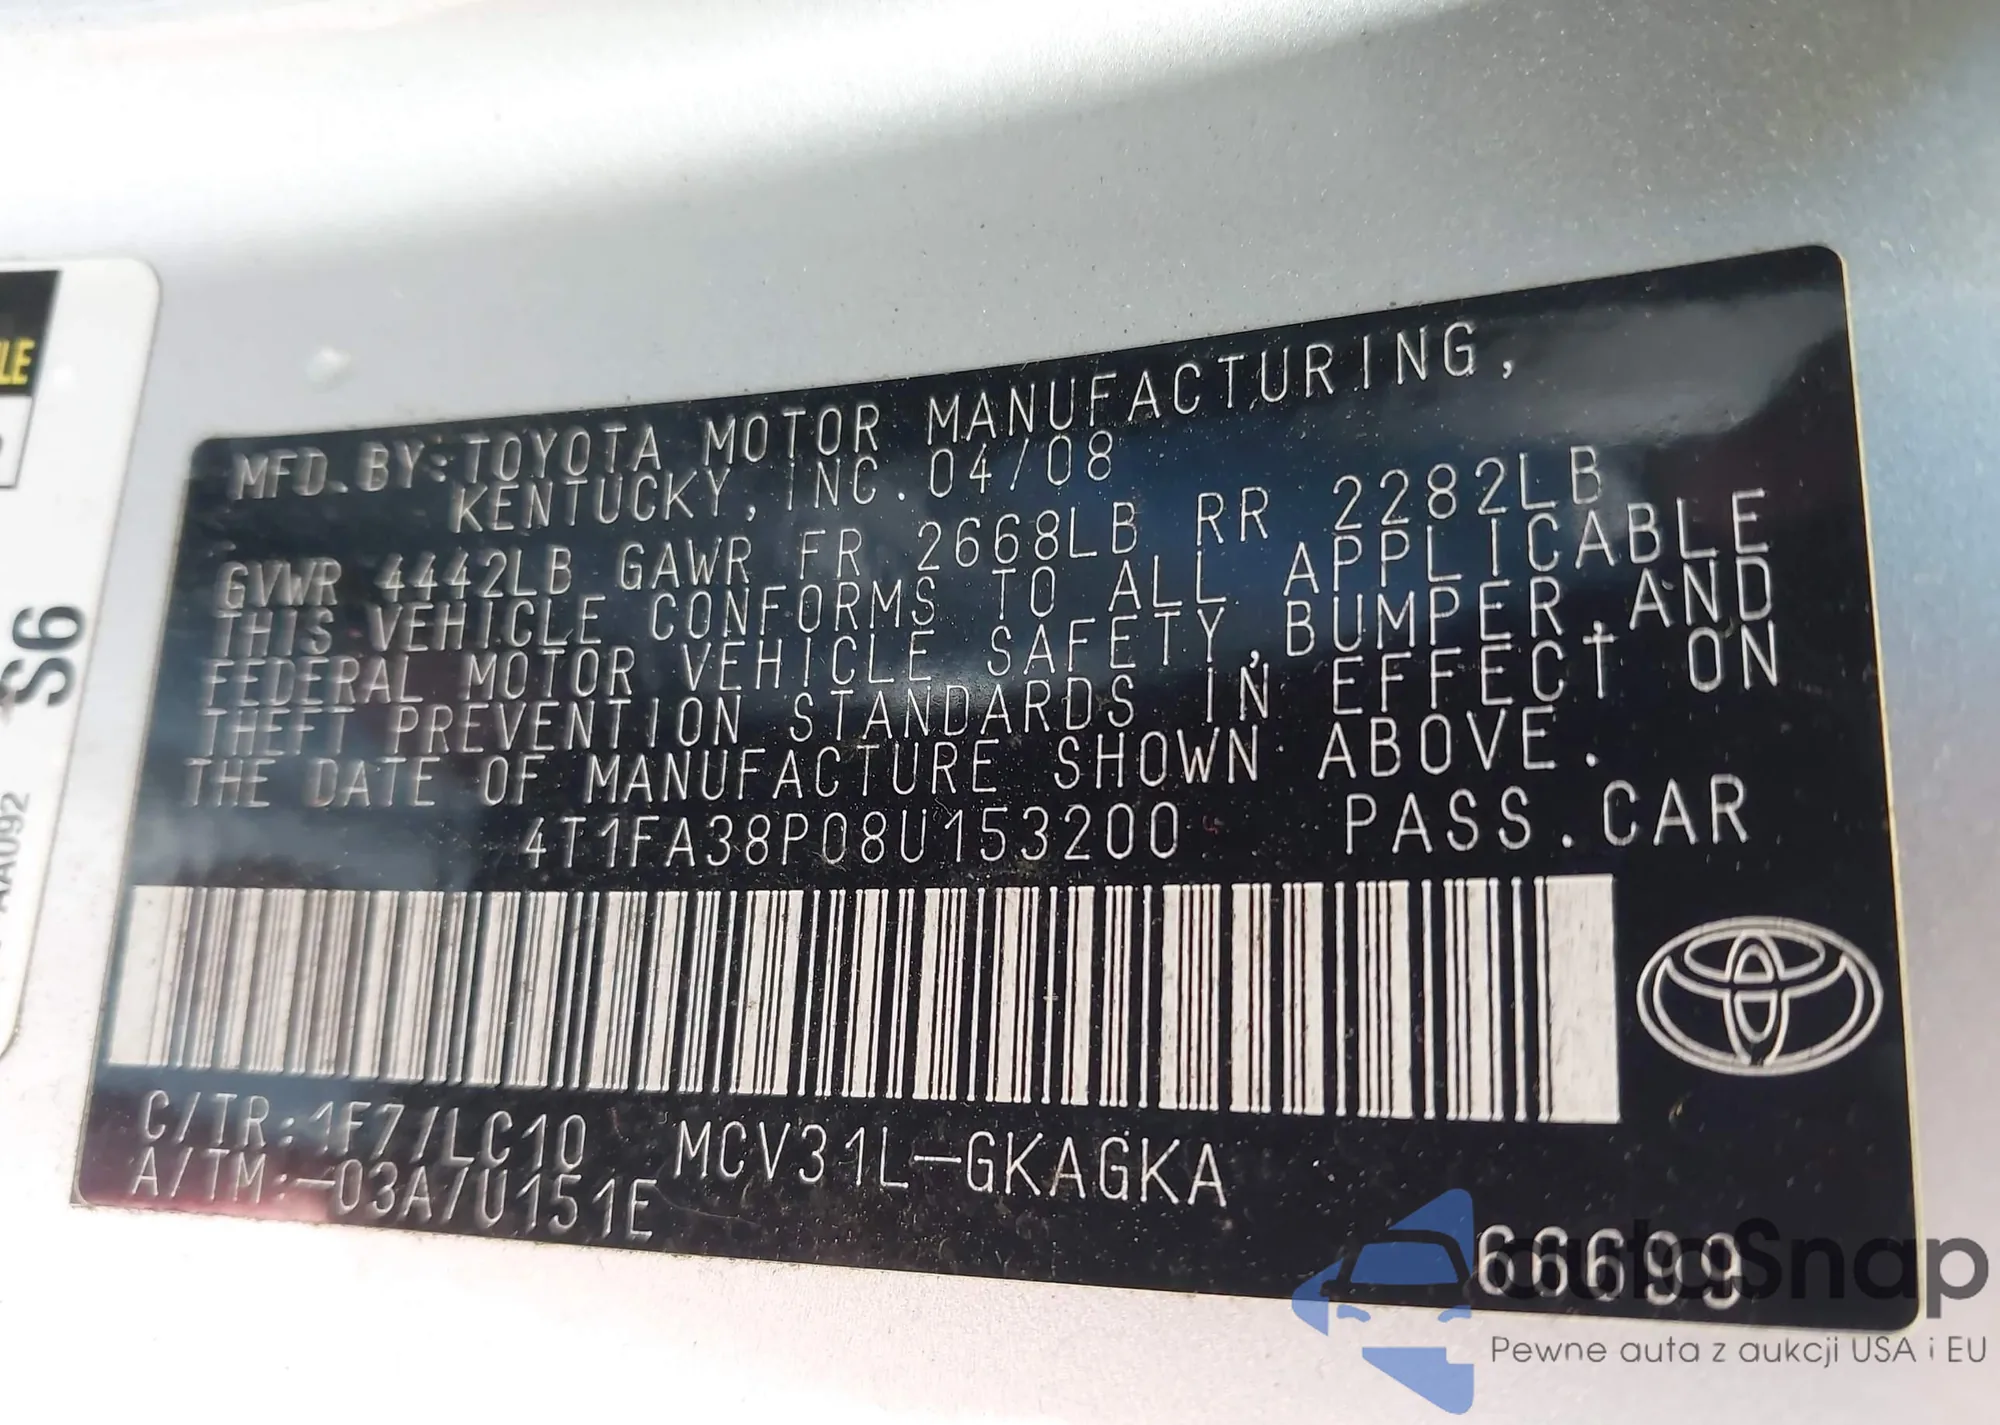 LE
S6
AA092
MFD. BY: TOYOTA MOTOR MANUFACTURING,
KENTUCKY, INC. 04/08
GVWR 4442LB GAWR FR 2668LB RR 2282LB
THIS VEHICLE CONFORMS TO ALL APPLICABLE
FEDERAL MOTOR VEHICLE SAFETY, BUMPER, AND
THEFT PREVENTION STANDARDS IN EFFECT ON
THE DATE OF MANUFACTURE SHOWN ABOVE.
4T1FA38P08U153200 PASS. CAR
C/TR: 1F7/LC10 MCV31L-GKAGKA
A/TM: -03A/U151E
66699
autoSnap
Pewne auta z aukcji USA i EU